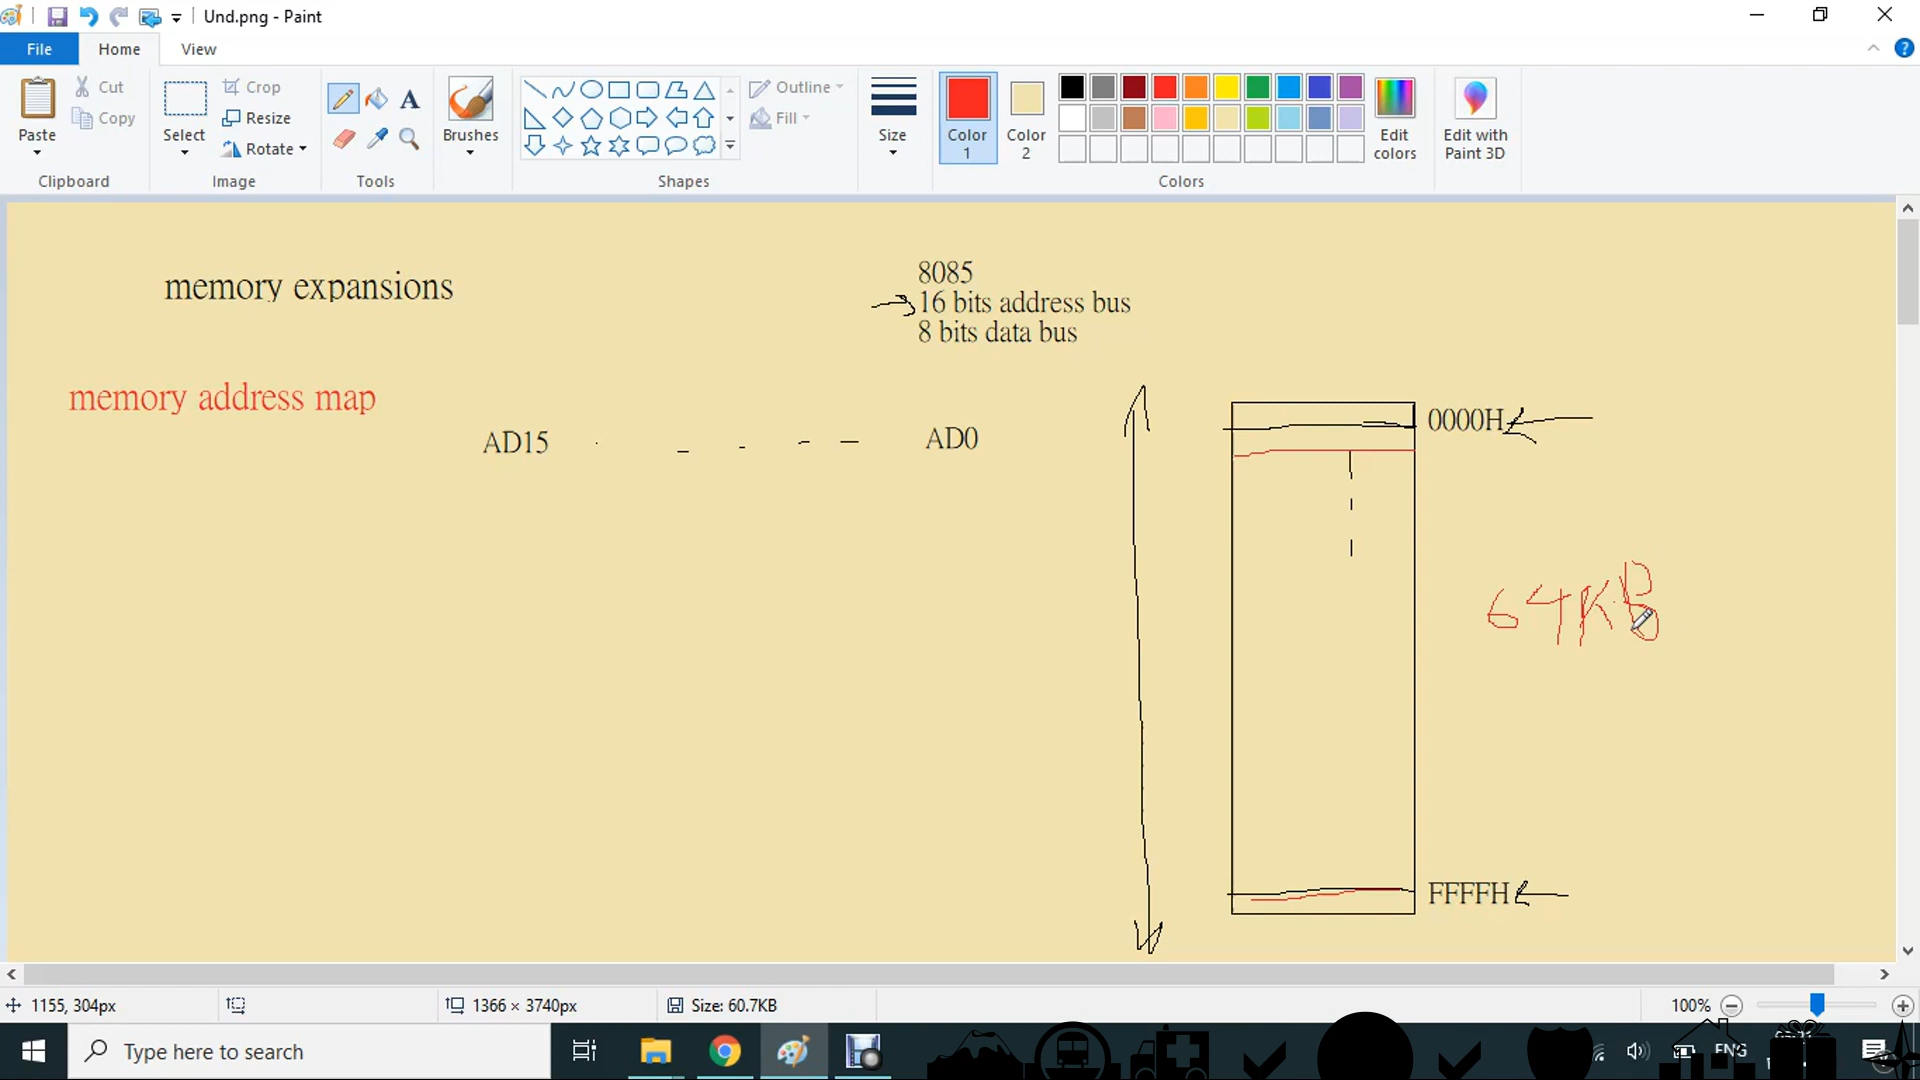 Und.png - Paint
File
Home
View
Paste
Cut
Copy
Clipboard
Select
Crop
Resize
Rotate
Image
A
Tools
Brushes
Shapes
Outline
Fill
Size
Color 1
Color 2
Edit colors
Colors
Edit with Paint 3D
memory expansions
8085
16 bits address bus
8 bits data bus
memory address map
AD15
AD0
0000H
64KB
FFFFH
1155, 304px
1366 × 3740px
Size: 60.7KB
100%
Type here to search
ENG